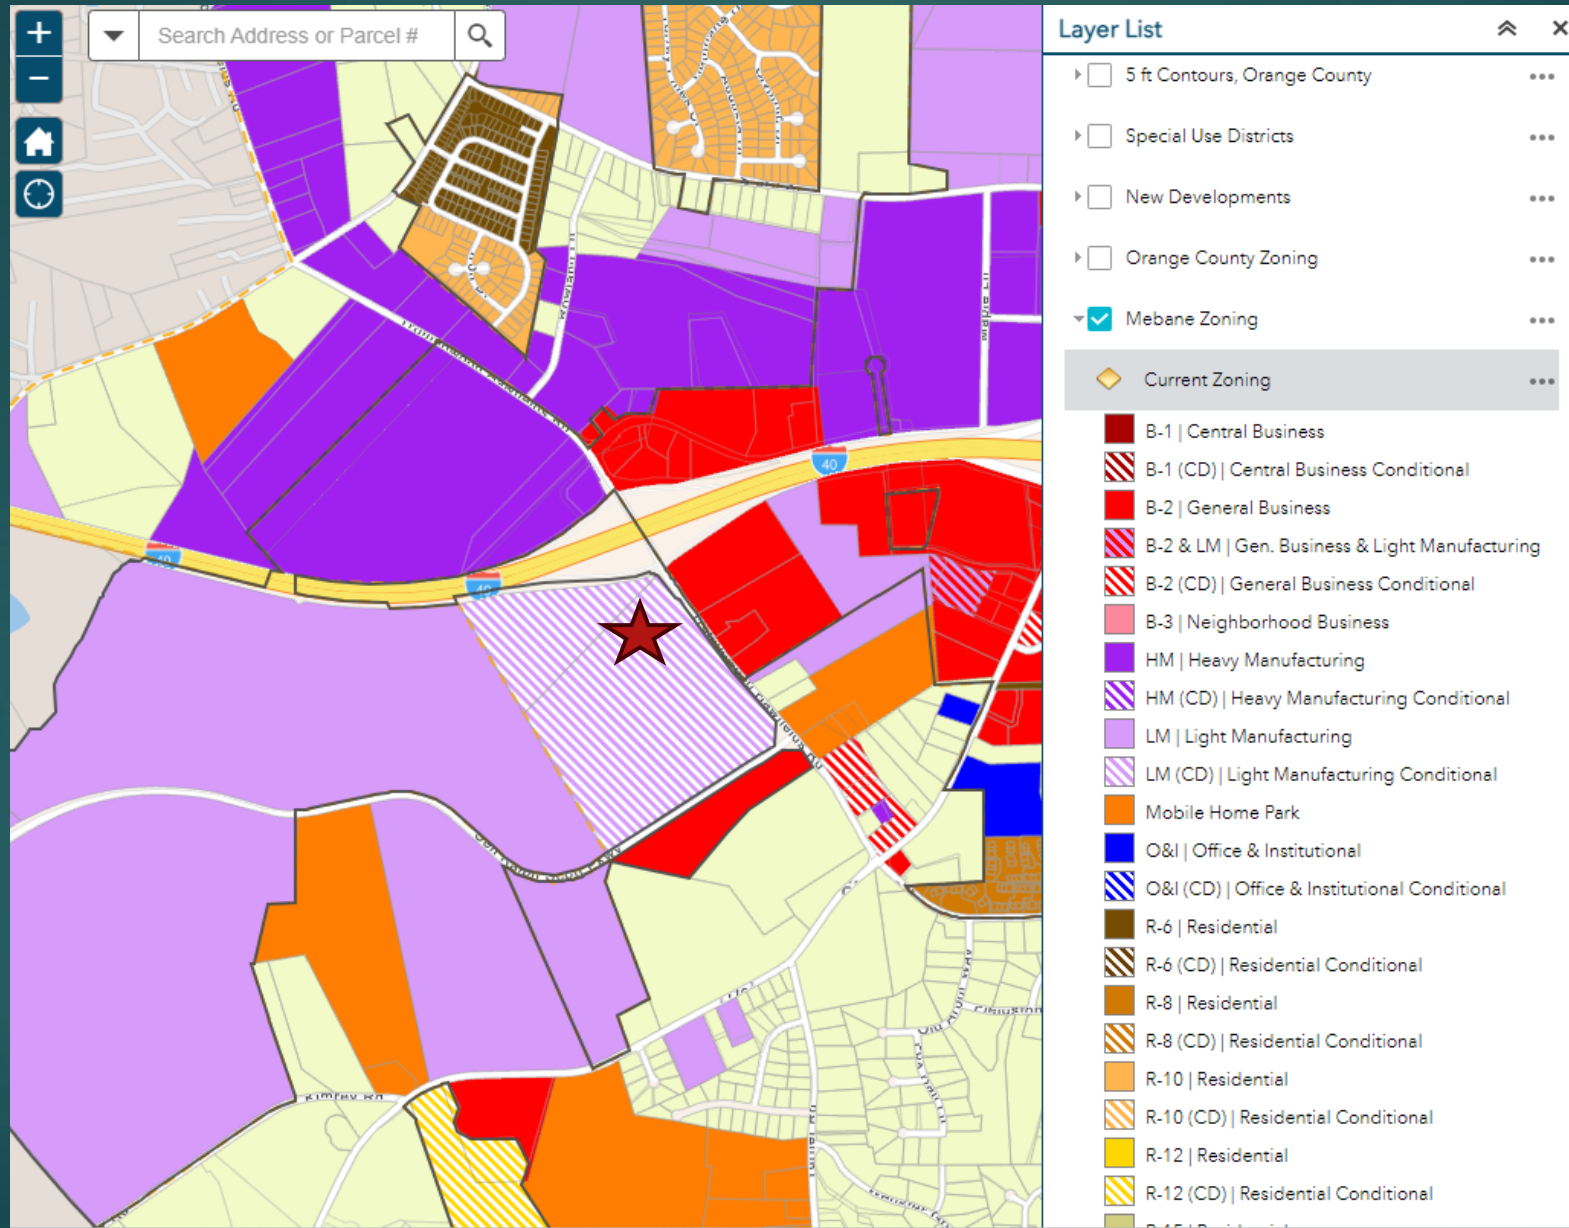 +
−
Search Address or Parcel #
Layer List
5 ft Contours, Orange County
Special Use Districts
New Developments
Orange County Zoning
Mebane Zoning
Current Zoning
B-1 | Central Business
B-1 (CD) | Central Business Conditional
B-2 | General Business
B-2 & LM | Gen. Business & Light Manufacturing
B-2 (CD) | General Business Conditional
B-3 | Neighborhood Business
HM | Heavy Manufacturing
HM (CD) | Heavy Manufacturing Conditional
LM | Light Manufacturing
LM (CD) | Light Manufacturing Conditional
Mobile Home Park
O&I | Office & Institutional
O&I (CD) | Office & Institutional Conditional
R-6 | Residential
R-6 (CD) | Residential Conditional
R-8 | Residential
R-8 (CD) | Residential Conditional
R-10 | Residential
R-10 (CD) | Residential Conditional
R-12 | Residential
R-12 (CD) | Residential Conditional
40
40
40
Kimrey Rd
Turner Rd